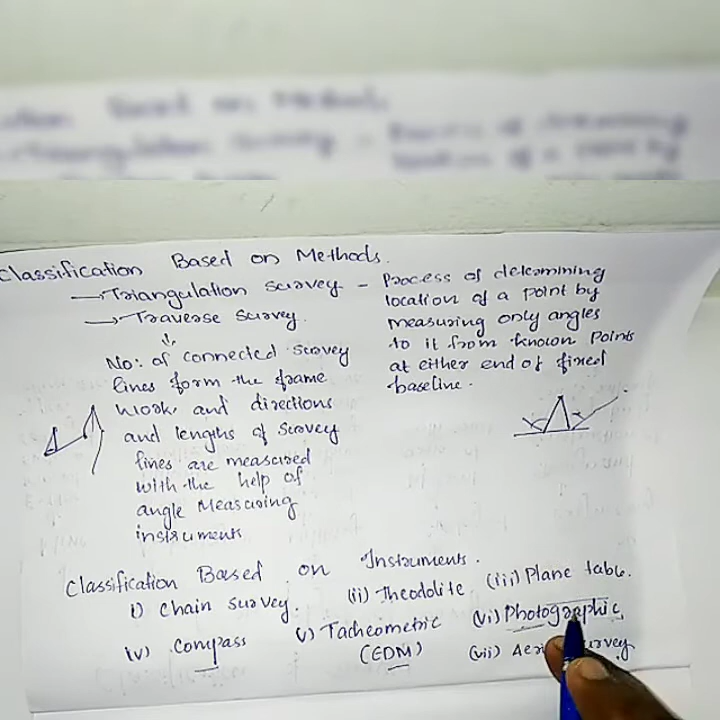 Classification Based on Methods.
→ Triangulation survey - Process of determining
location of a point by
measuring only angles
to it from known points
at either end of fixed
baseline.
→ Traverse survey.
No: of connected survey
lines form the frame
work, and directions
and lengths of survey
lines are measured
with the help of
angle measuring
instruments
Classification Based on Instruments.
i) Chain survey. (ii) Theodolite (iii) Plane table.
(iv) Compass (v) Tacheometric (vi) Photographic
(EDM) (vii) survey